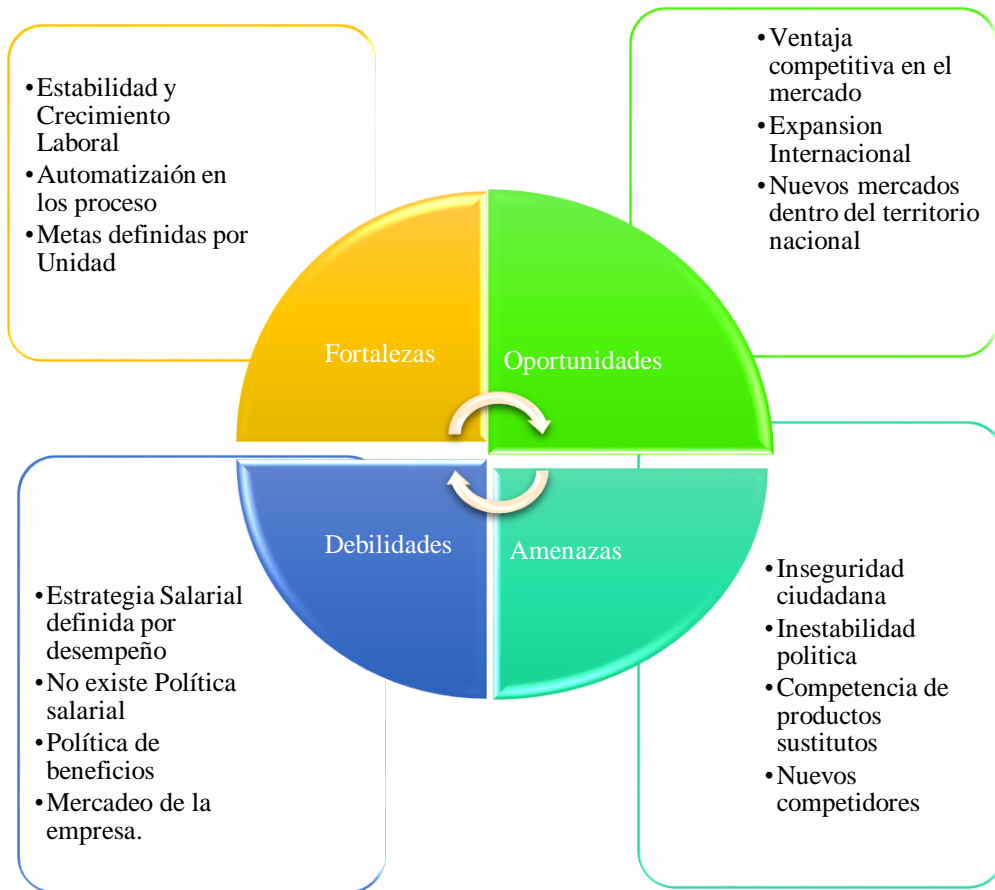 •Estabilidad y
Crecimiento
Laboral
•Automatizaión en
los proceso
•Metas definidas por
Unidad
•Ventaja
competitiva en el
mercado
•Expansion
Internacional
•Nuevos mercados
dentro del territorio
nacional
Fortalezas
Oportunidades
Debilidades
Amenazas
•Estrategia Salarial
definida por
desempeño
•No existe Política
salarial
•Política de
beneficios
•Mercadeo de la
empresa.
•Inseguridad
ciudadana
•Inestabilidad
politica
•Competencia de
productos
sustitutos
•Nuevos
competidores